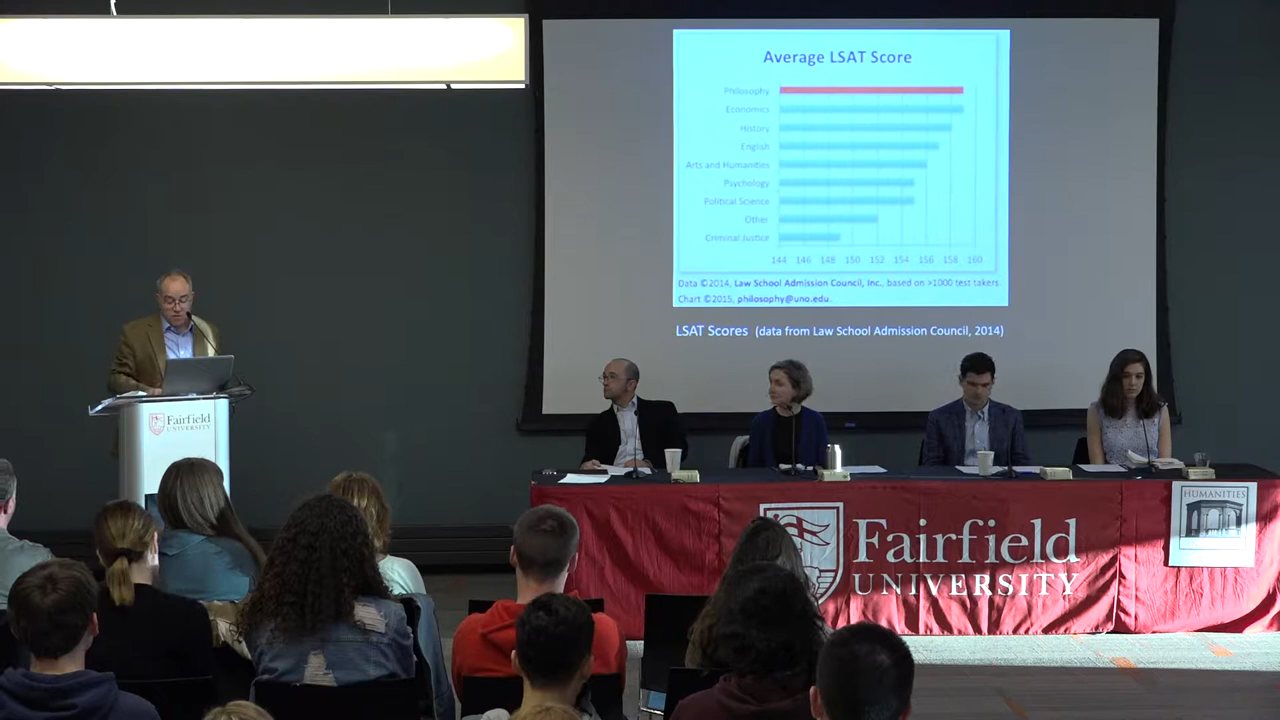 Average LSAT Score
Philosophy
Economics
History
English
Arts and Humanities
Psychology
Political Science
Other
Criminal Justice
144 146 148 150 152 154 156 158 160
Data ©2014, Law School Admission Council, Inc., based on >1000 test takers.
Chart ©2015, philosophy@uno.edu.
LSAT Scores (data from Law School Admission Council, 2014)
Fairfield
UNIVERSITY
HUMANITIES
Fairfield
UNIVERSITY